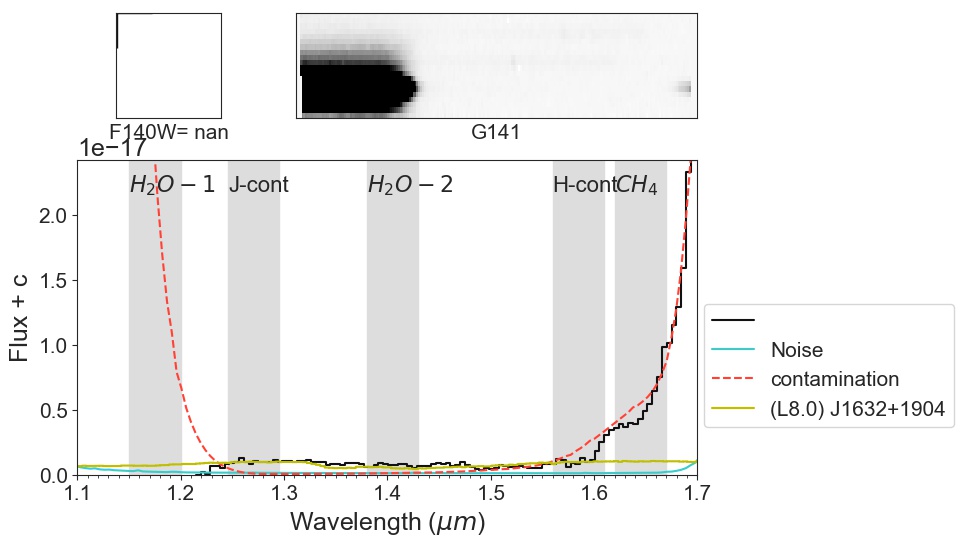 F140W= nan
G141
1e−17
H₂O − 1 J-cont H₂O − 2 H-cont CH₄
2.0
1.5
1.0
0.5
0.0
Flux + c
1.1 1.2 1.3 1.4 1.5 1.6 1.7
Wavelength (μm)
Noise
contamination
(L8.0) J1632+1904